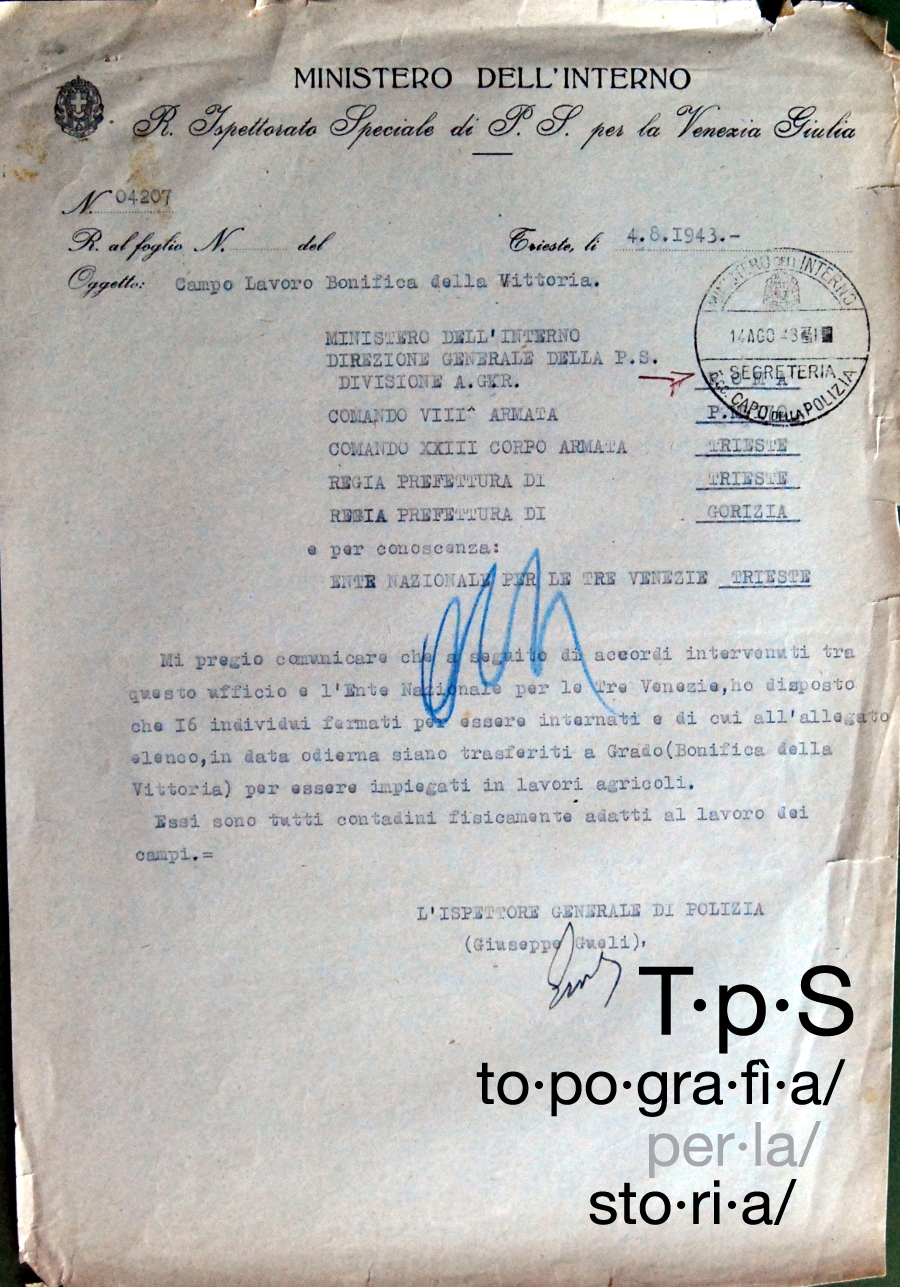 MINISTERO DELL'INTERNO
R. Ispettorato Speciale di P. S. per la Venezia Giulia
N. 04207
R. al foglio N. del
Trieste, li 4.8.I943.-
Oggetto: Campo Lavoro Bonifica della Vittoria.
MINISTERO DELL'INTERNO
14 AGO 43
SEGRETERIA
ECC. CAPO DELLA POLIZIA
MINISTERO DELL'INTERNO
DIREZIONE GENERALE DELLA P.S.
DIVISIONE A.GKR.
COMANDO VIII^ ARMATA
COMANDO XXIII CORPO ARMATA TRIESTE
REGIA PREFETTURA DI TRIESTE
REGIA PREFETTURA DI GORIZIA
e per conoscenza:
ENTE NAZIONALE PER LE TRE VENEZIE TRIESTE
Mi pregio comunicare che a seguito di accordi intervenuti tra
questo ufficio e l'Ente Nazionale per le Tre Venezie,ho disposto
che I6 individui fermati per essere internati e di cui all'allegato
elenco,in data odierna siano trasferiti a Grado(Bonifica della
Vittoria) per essere impiegati in lavori agricoli.
Essi sono tutti contadini fisicamente adatti al lavoro dei
campi.=
L'ISPETTORE GENERALE DI POLIZIA
(Giuseppe Gueli),
T·p·S
to·po·gra·fì·a/
per·la/
sto·ri·a/